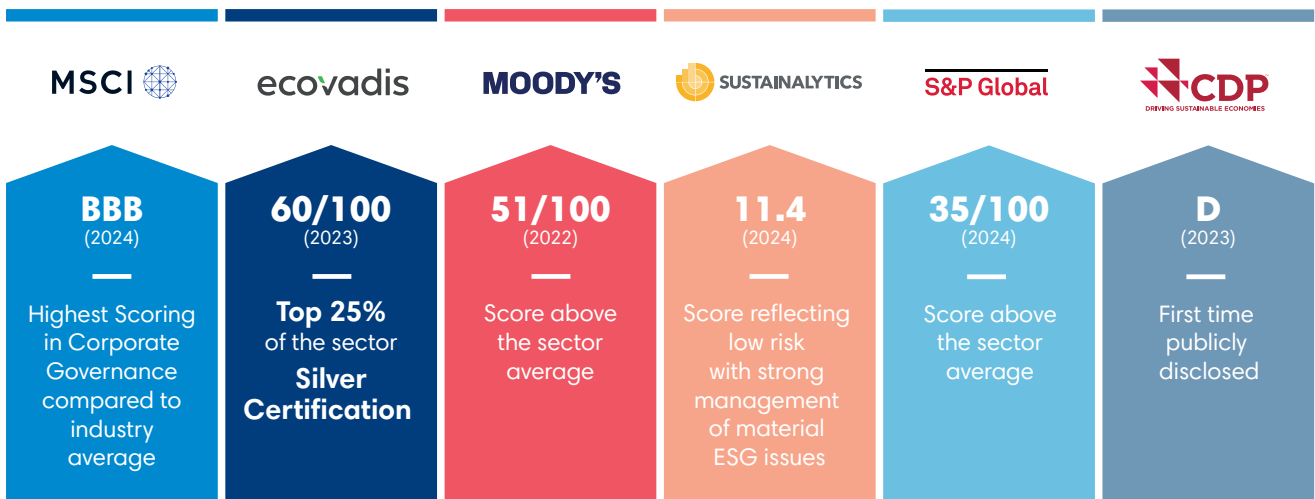 MSCI
ecovadis
MOODY'S
SUSTAINALYTICS
S&P Global
CDP
DRIVING SUSTAINABLE ECONOMIES
BBB
(2024)
Highest Scoring
in Corporate
Governance
compared to
industry
average
60/100
(2023)
Top 25%
of the sector
Silver
Certification
51/100
(2022)
Score above
the sector
average
11.4
(2024)
Score reflecting
low risk
with strong
management
of material
ESG issues
35/100
(2024)
Score above
the sector
average
D
(2023)
First time
publicly
disclosed